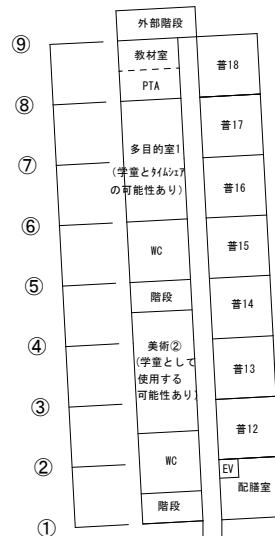 外部階段
⑨
教材室
普18
PTA
⑧
普17
多目的室1
⑦
(学童とﾀｲﾑｼｪｱ
の可能性あり)
普16
⑥
WC
普15
⑤
階段
普14
④
美術②
(学童として
使用する
可能性あり)
普13
③
普12
②
WC
EV
配膳室
階段
①